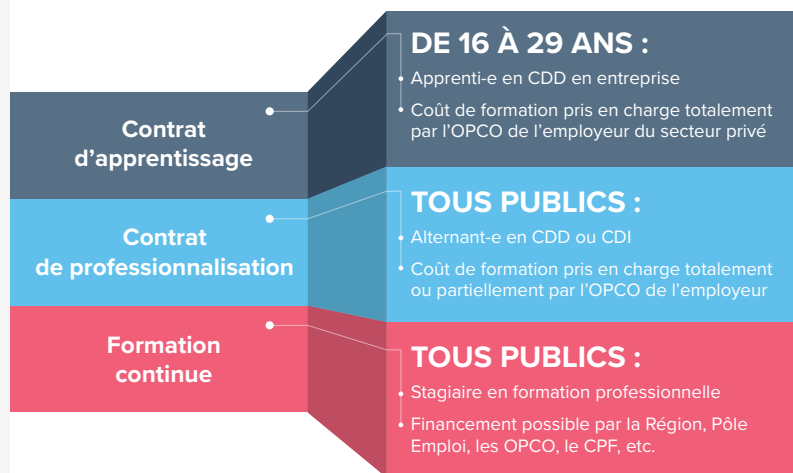 Contrat
d'apprentissage
DE 16 À 29 ANS :
• Apprenti-e en CDD en entreprise
• Coût de formation pris en charge totalement
par l'OPCO de l'employeur du secteur privé
Contrat
de professionnalisation
TOUS PUBLICS :
• Alternant-e en CDD ou CDI
• Coût de formation pris en charge totalement
ou partiellement par l'OPCO de l'employeur
Formation
continue
TOUS PUBLICS :
• Stagiaire en formation professionnelle
• Financement possible par la Région, Pôle
Emploi, les OPCO, le CPF, etc.